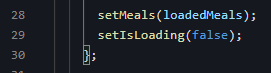 28 setMeals(loadedMeals);
29 setIsLoading(false);
30 };